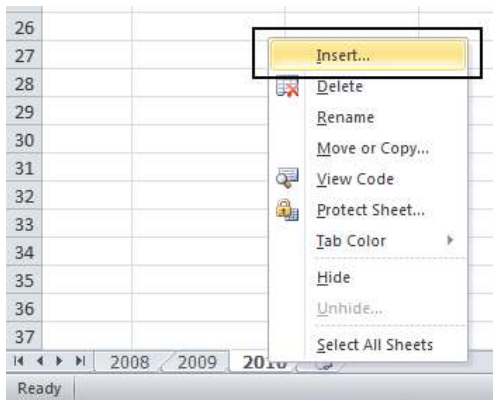 26
27 Insert...
28 Delete
29 Rename
30 Move or Copy...
31 View Code
32 Protect Sheet...
33 Tab Color
34
35 Hide
36 Unhide...
37 Select All Sheets
2008 2009 2010
Ready